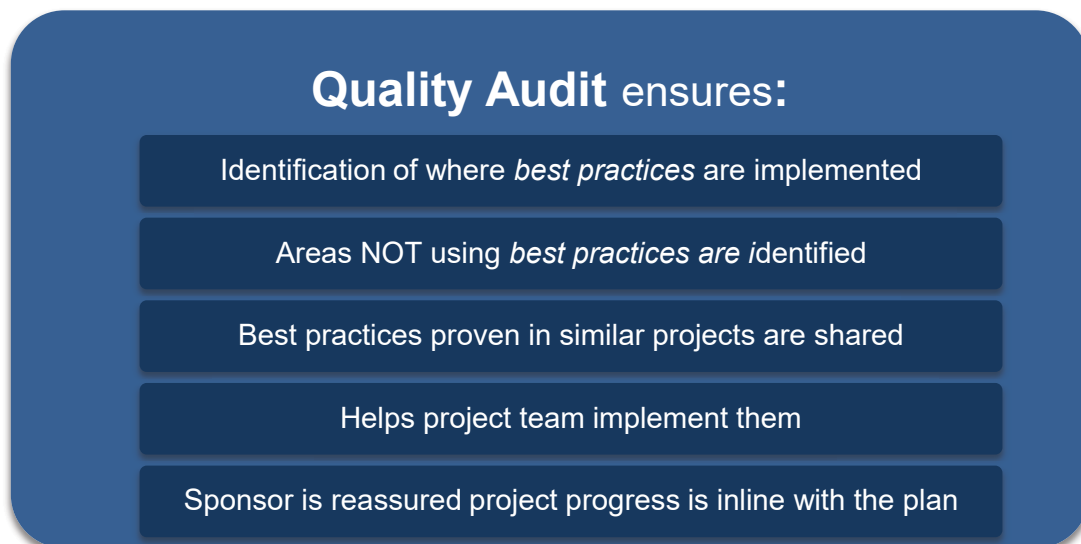 Quality Audit ensures:
Identification of where best practices are implemented
Areas NOT using best practices are identified
Best practices proven in similar projects are shared
Helps project team implement them
Sponsor is reassured project progress is inline with the plan